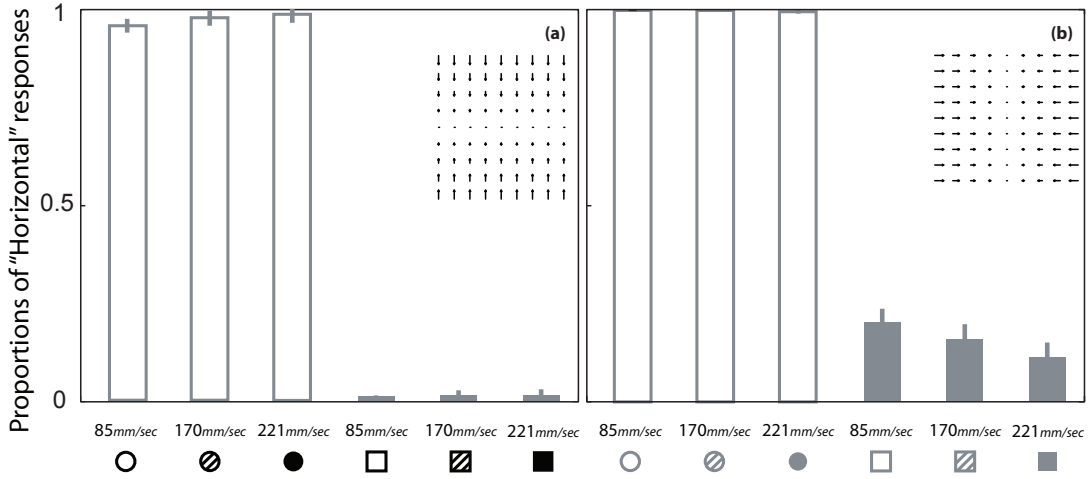 Proportions of "Horizontal" responses
1
0.5
0
(a)
(b)
85mm/sec 170mm/sec 221mm/sec 85mm/sec 170mm/sec 221mm/sec 85mm/sec 170mm/sec 221mm/sec 85mm/sec 170mm/sec 221mm/sec